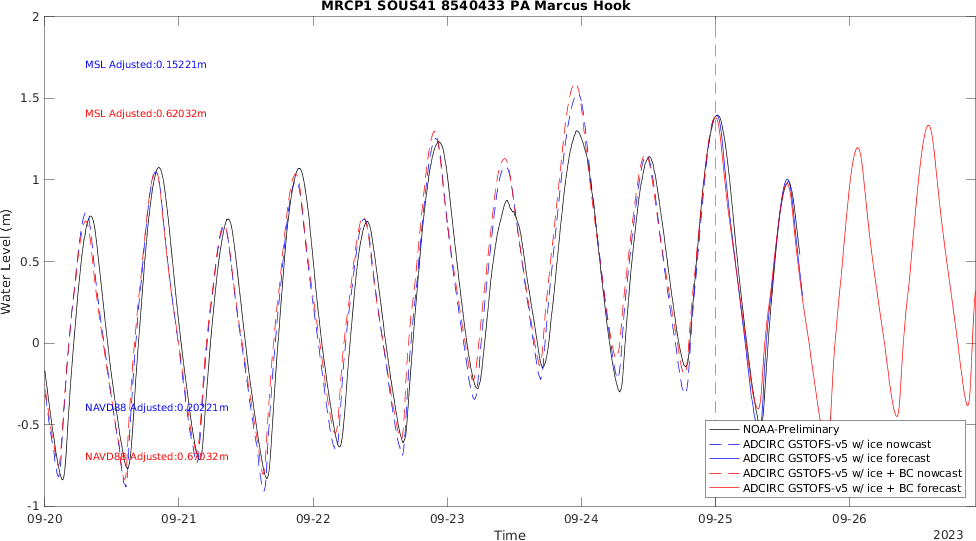 MRCP1 SOUS41 8540433 PA Marcus Hook
2
1.5
1
0.5
0
-0.5
-1
Water Level (m)
MSL Adjusted:0.15221m
MSL Adjusted:0.62032m
NAVD88 Adjusted:0.20221m
NAVD88
NOAA-Preliminary
ADCIRC GSTOFS-v5 w/ ice nowcast
ADCIRC GSTOFS-v5 w/ ice forecast
ADCIRC GSTOFS-v5 w/ ice + BC nowcast
ADCIRC GSTOFS-v5 w/ ice + BC forecast
09-20
09-21
09-22
09-23
09-24
09-25
09-26
Time
2023